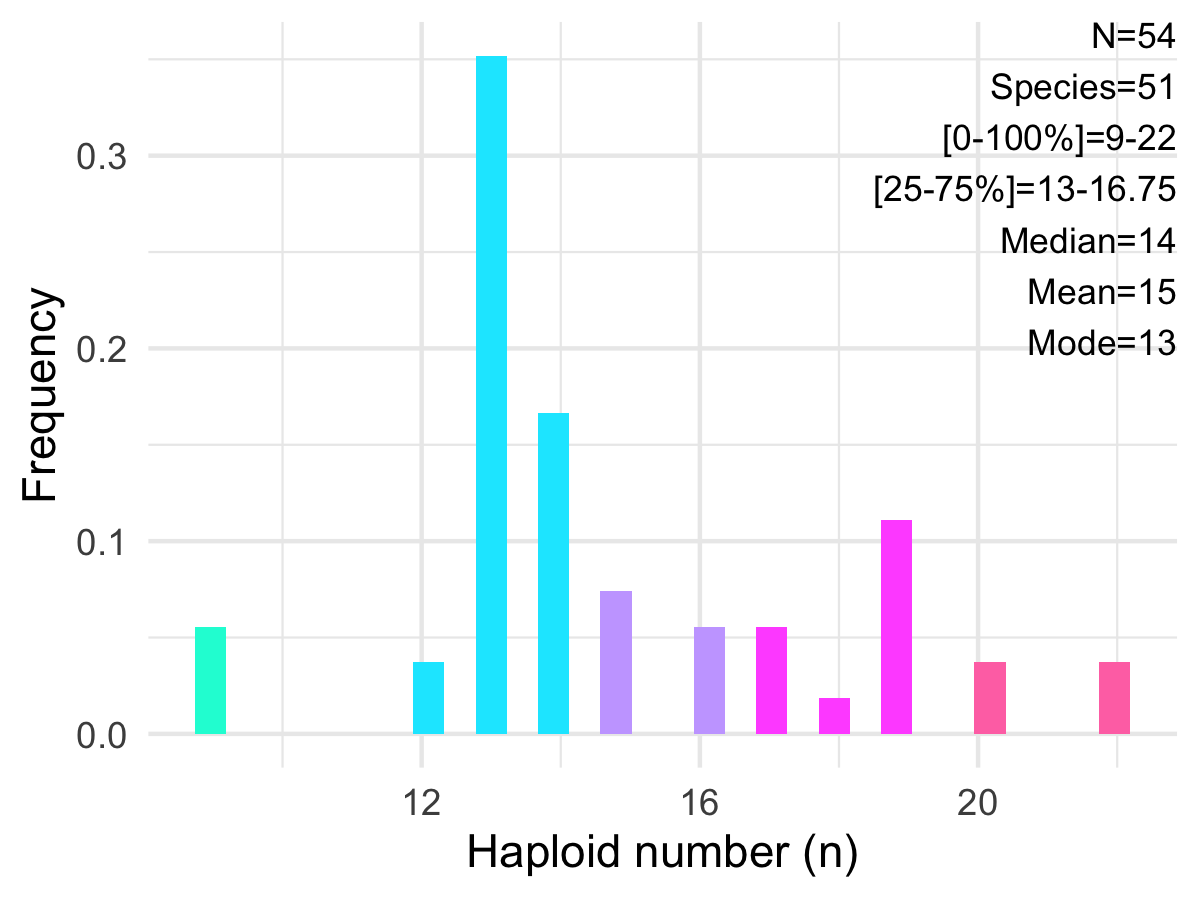 N=54
Species=51
[0-100%]=9-22
[25-75%]=13-16.75
Median=14
Mean=15
Mode=13
Frequency
0.3
0.2
0.1
0.0
12 16 20
Haploid number (n)